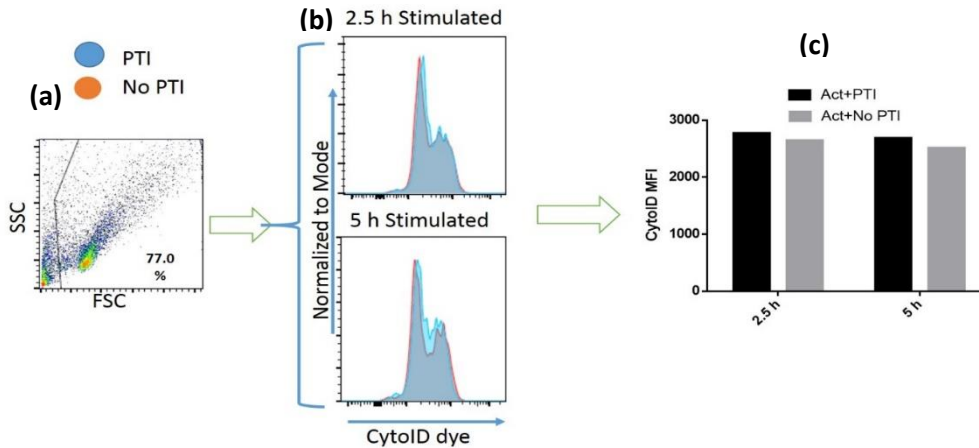 PTI
No PTI
(a)
SSC
77.0
%
FSC
(b)
2.5 h Stimulated
5 h Stimulated
Normalized to Mode
CytoID dye
(c)
Act+PTI
Act+No PTI
CytoID MFI
3000
2000
1000
0
2.5 h
5 h